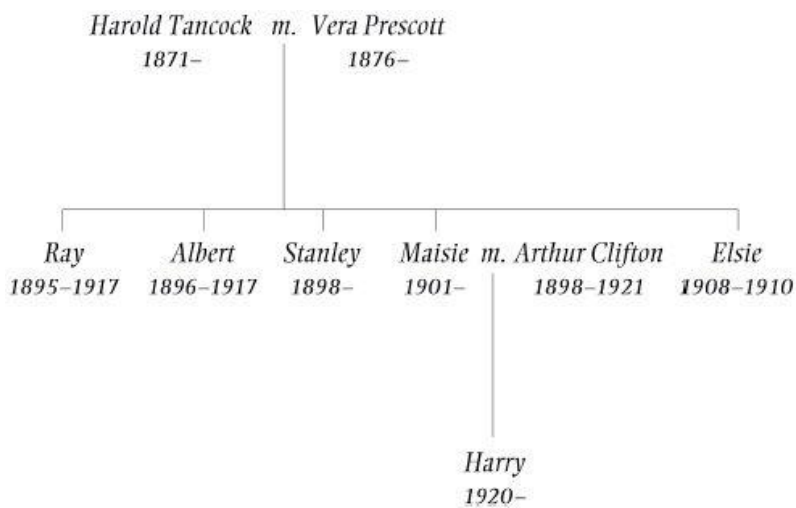 Harold Tancock m. Vera Prescott
1871– 1876–
Ray Albert Stanley Maisie m. Arthur Clifton Elsie
1895–1917 1896–1917 1898– 1901– 1898–1921 1908–1910
Harry
1920–